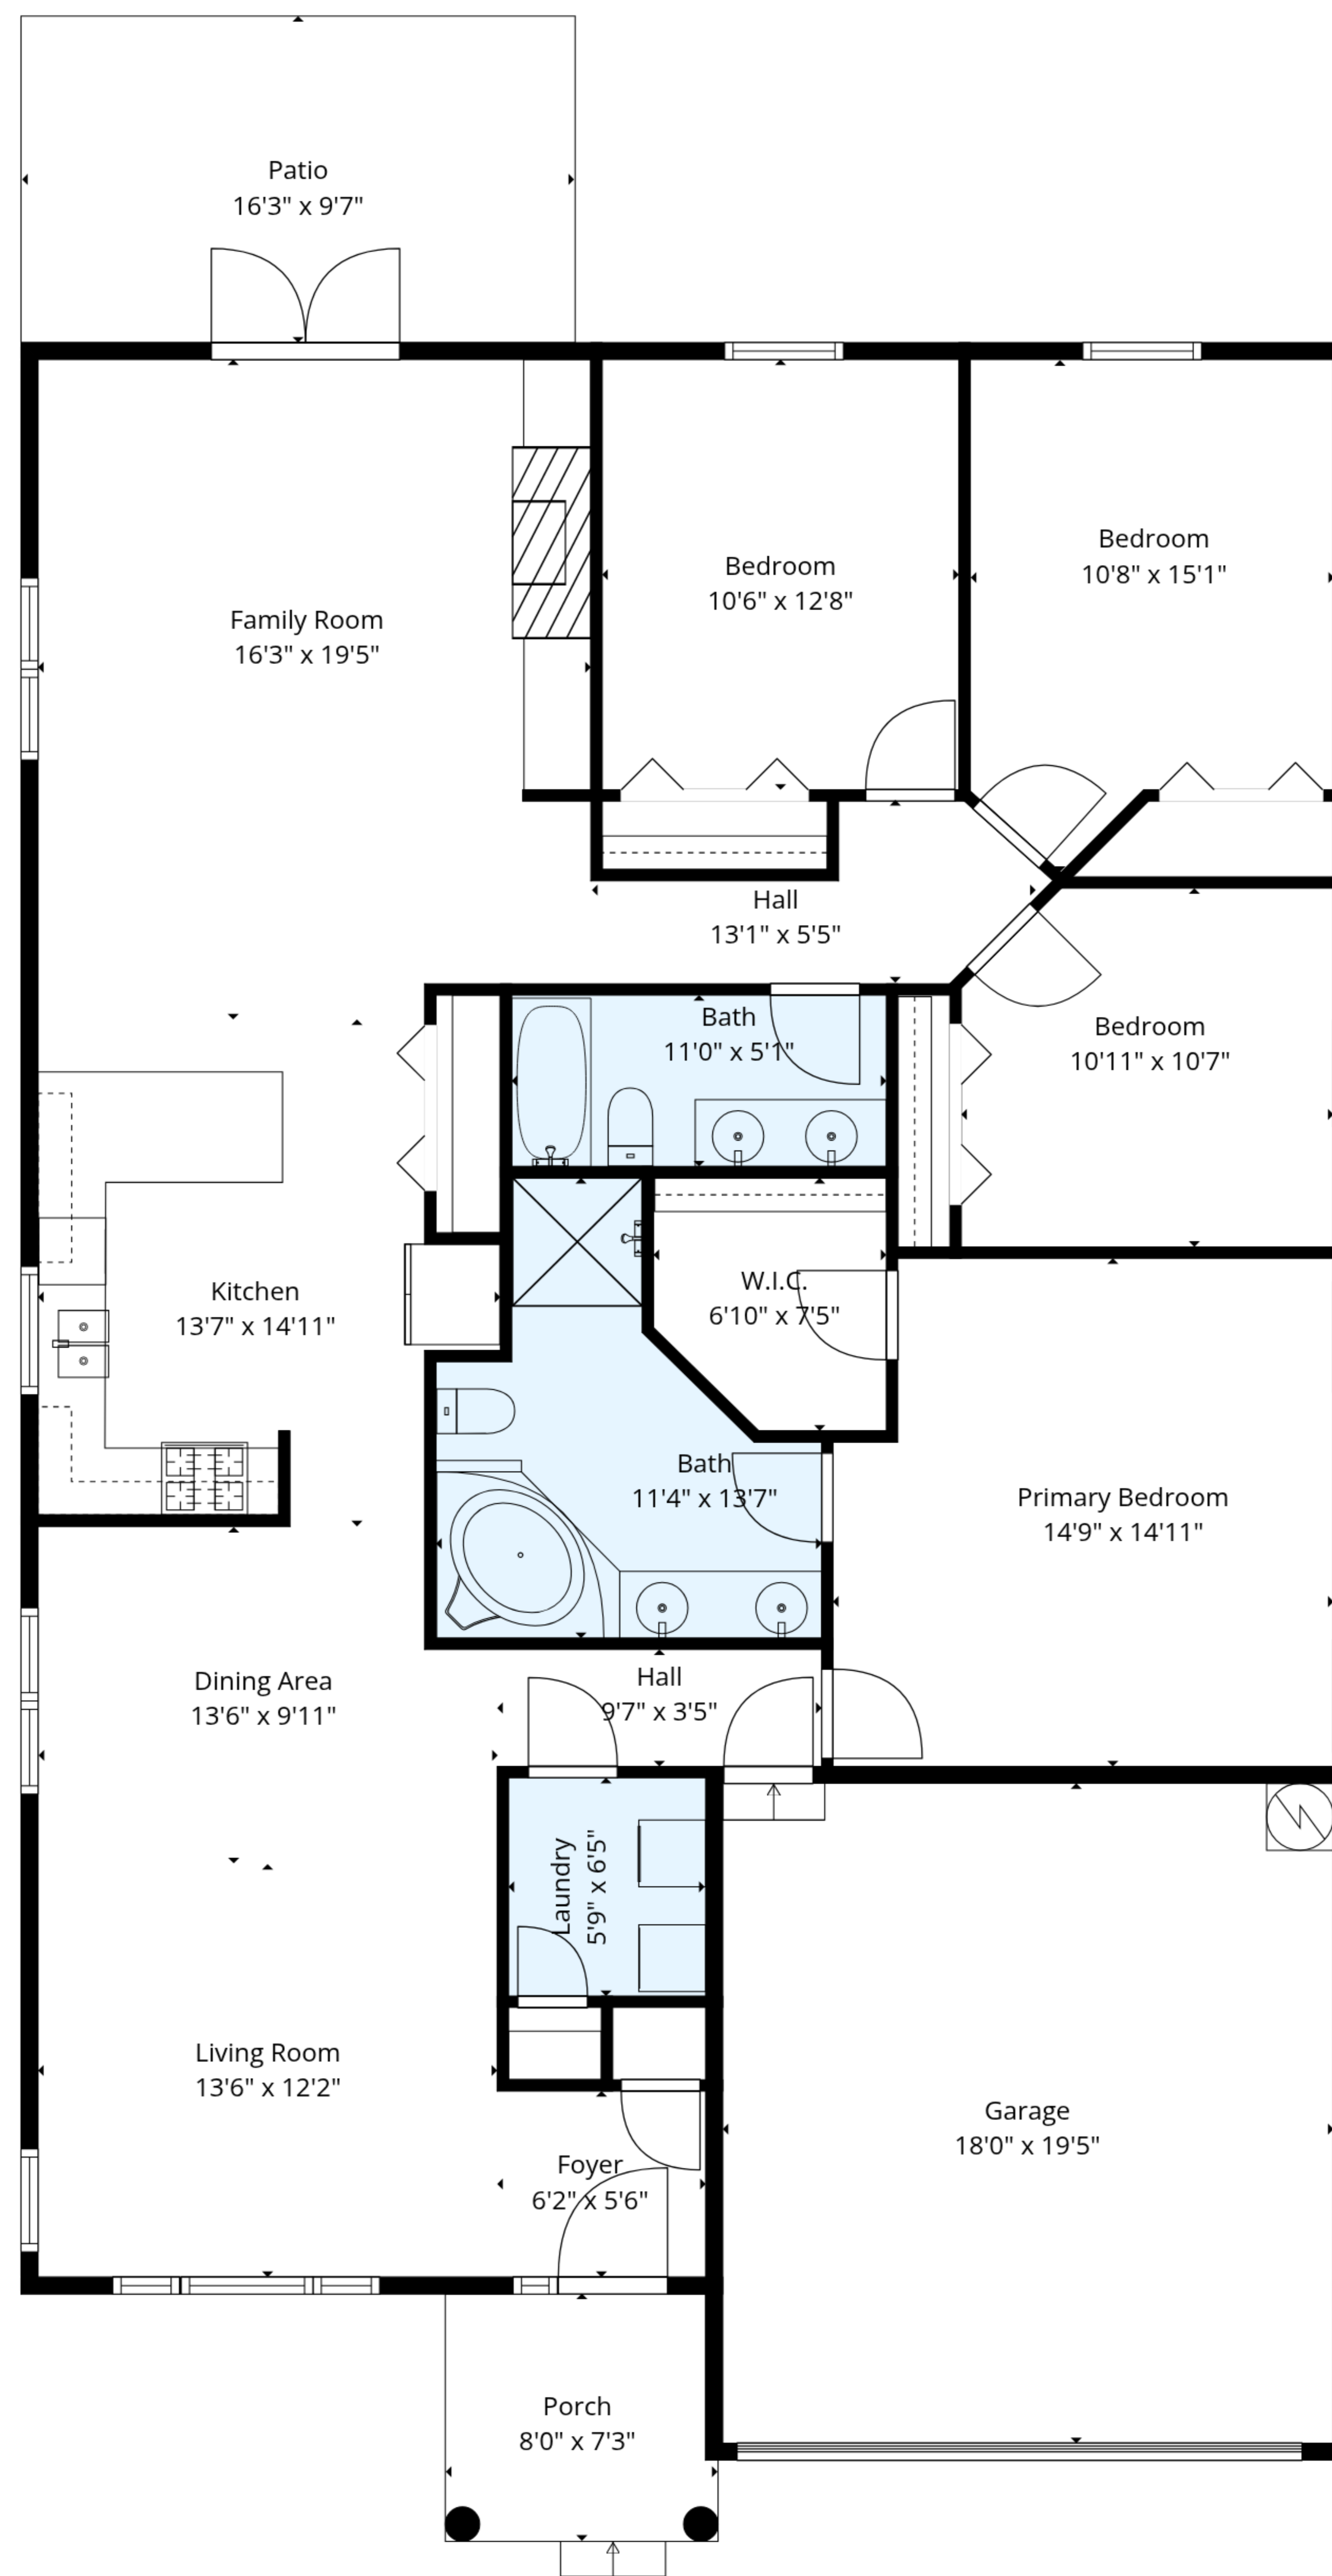 Patio
16'3" x 9'7"
Bedroom
10'8" x 15'1"
Bedroom
10'6" x 12'8"
Family Room
16'3" x 19'5"
Hall
13'1" x 5'5"
Bath
11'0" x 5'1"
Bedroom
10'11" x 10'7"
W.I.C.
6'10" x 7'5"
Kitchen
13'7" x 14'11"
Bath
11'4" x 13'7"
Primary Bedroom
14'9" x 14'11"
Hall
9'7" x 3'5"
Dining Area
13'6" x 9'11"
Laundry
5'9" x 6'5"
Living Room
13'6" x 12'2"
Garage
18'0" x 19'5"
Foyer
6'2" x 5'6"
Porch
8'0" x 7'3"